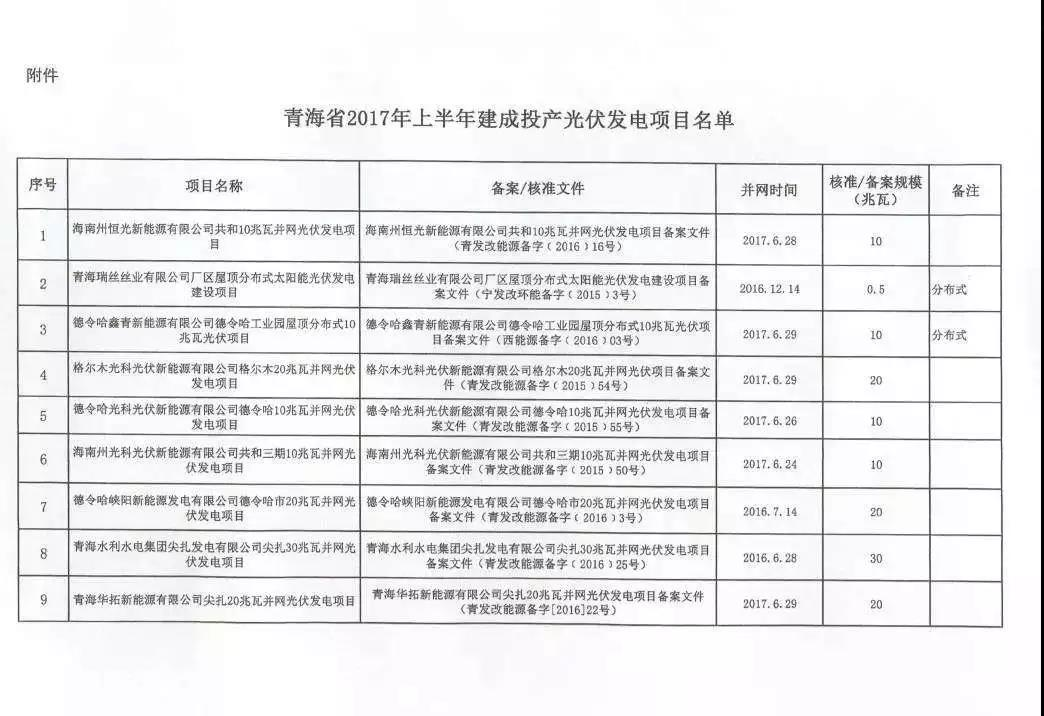 附件
青海省2017年上半年建成投产光伏发电项目名单
序号 项目名称 备案/核准文件 并网时间 核准/备案规模（兆瓦） 备注
1 海南州恒光新能源有限公司共和10兆瓦并网光伏发电项目 海南州恒光新能源有限公司共和10兆瓦并网光伏发电项目备案文件（青发改能源备字﹝2016﹞16号） 2017.6.28 10
2 青海瑞丝丝业有限公司厂区屋顶分布式太阳能光伏发电建设项目 青海瑞丝丝业有限公司厂区屋顶分布式太阳能光伏发电建设项目备案文件（宁发改环能备字﹝2015﹞3号） 2016.12.14 0.5 分布式
3 德令哈鑫青新能源有限公司德令哈工业园屋顶分布式10兆瓦光伏项目 德令哈鑫青新能源有限公司德令哈工业园屋顶分布式10兆瓦光伏项目备案文件（西能源备字﹝2016﹞03号） 2017.6.29 10 分布式
4 格尔木光科光伏新能源有限公司格尔木20兆瓦并网光伏发电项目 格尔木光科光伏新能源有限公司格尔木20兆瓦并网光伏项目备案文件（青发改能源备字﹝2015﹞54号） 2017.6.29 20
5 德令哈光科光伏新能源有限公司德令哈10兆瓦并网光伏发电项目 德令哈光科光伏新能源有限公司德令哈10兆瓦并网光伏发电项目备案文件（青发改能源备字﹝2015﹞55号） 2017.6.26 10
6 海南州光科光伏新能源有限公司共和三期10兆瓦并网光伏发电项目 海南州光科光伏新能源有限公司共和三期10兆瓦并网光伏发电项目备案文件（青发改能源备字﹝2015﹞50号） 2017.6.24 10
7 德令哈峡阳新能源发电有限公司德令哈市20兆瓦并网光伏发电项目 德令哈峡阳新能源发电有限公司德令哈市20兆瓦并网光伏发电项目备案文件（青发改能源备字﹝2016﹞3号） 2016.7.14 20
8 青海水利水电集团尖扎发电有限公司尖扎30兆瓦并网光伏发电项目 青海水利水电集团尖扎发电有限公司尖扎30兆瓦并网光伏发电项目备案文件（青发改能源备字﹝2016﹞25号） 2016.6.28 30
9 青海华拓新能源有限公司尖扎20兆瓦并网光伏发电项目 青海华拓新能源有限公司尖扎20兆瓦并网光伏发电项目备案文件（青发改能源备字[2016]22号） 2017.6.29 20